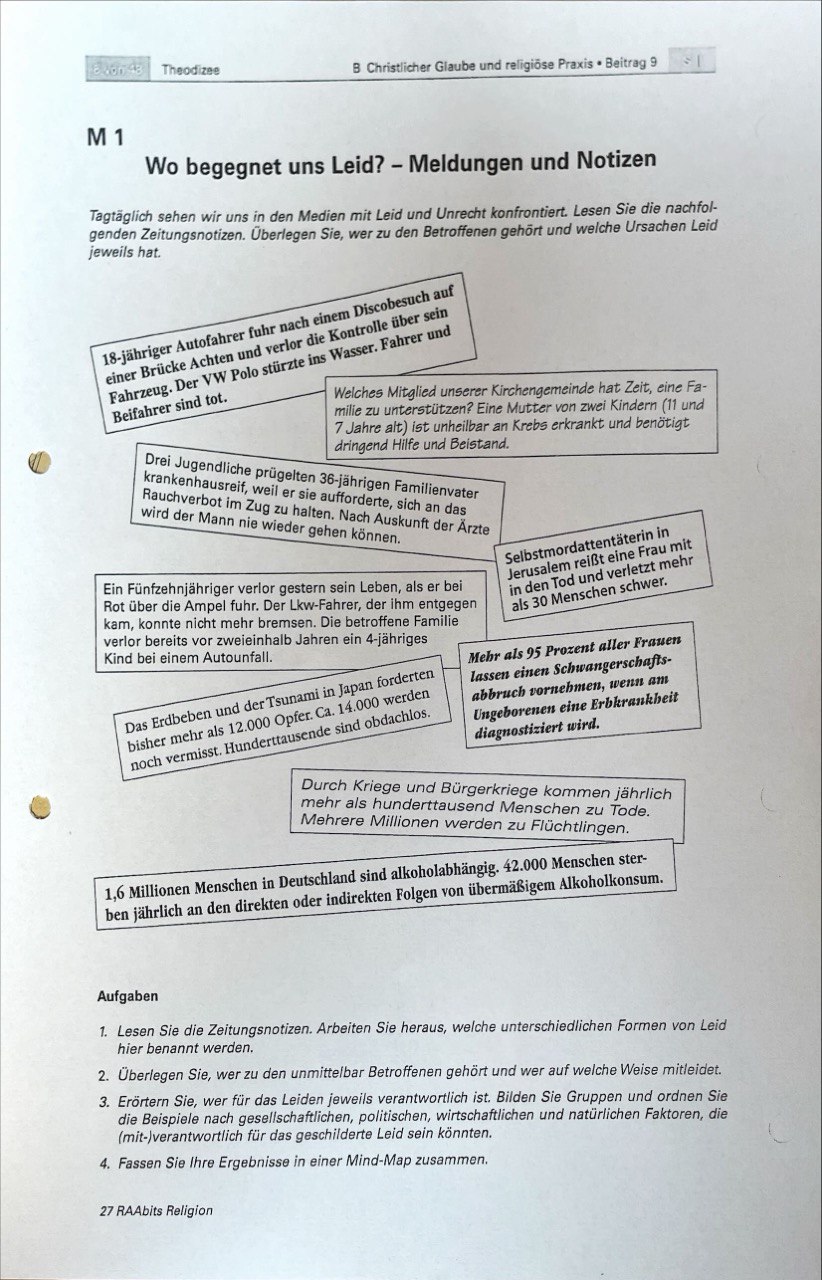 Theodizee
B Christlicher Glaube und religiöse Praxis • Beitrag 9
M 1
Wo begegnet uns Leid? – Meldungen und Notizen
Tagtäglich sehen wir uns in den Medien mit Leid und Unrecht konfrontiert. Lesen Sie die nachfol-
genden Zeitungsnotizen. Überlegen Sie, wer zu den Betroffenen gehört und welche Ursachen Leid
jeweils hat.
18-jähriger Autofahrer fuhr nach einem Discobesuch auf
einer Brücke Achten und verlor die Kontrolle über sein
Fahrzeug. Der VW Polo stürzte ins Wasser. Fahrer und
Beifahrer sind tot.
Welches Mitglied unserer Kirchengemeinde hat Zeit, eine Fa-
milie zu unterstützen? Eine Mutter von zwei Kindern (11 und
7 Jahre alt) ist unheilbar an Krebs erkrankt und benötigt
dringend Hilfe und Beistand.
Drei Jugendliche prügelten 36-jährigen Familienvater
krankenhausreif, weil er sie aufforderte, sich an das
Rauchverbot im Zug zu halten. Nach Auskunft der Ärzte
wird der Mann nie wieder gehen können.
Selbstmordattentäterin in
Jerusalem reißt eine Frau mit
in den Tod und verletzt mehr
als 30 Menschen schwer.
Ein Fünfzehnjähriger verlor gestern sein Leben, als er bei
Rot über die Ampel fuhr. Der Lkw-Fahrer, der ihm entgegen
kam, konnte nicht mehr bremsen. Die betroffene Familie
verlor bereits vor zweieinhalb Jahren ein 4-jähriges
Kind bei einem Autounfall.
Mehr als 95 Prozent aller Frauen
lassen einen Schwangerschafts-
abbruch vornehmen, wenn am
Ungeborenen eine Erbkrankheit
diagnostiziert wird.
Das Erdbeben und der Tsunami in Japan forderten
bisher mehr als 12.000 Opfer. Ca. 14.000 werden
noch vermisst. Hunderttausende sind obdachlos.
Durch Kriege und Bürgerkriege kommen jährlich
mehr als hunderttausend Menschen zu Tode.
Mehrere Millionen werden zu Flüchtlingen.
1,6 Millionen Menschen in Deutschland sind alkoholabhängig. 42.000 Menschen ster-
ben jährlich an den direkten oder indirekten Folgen von übermäßigem Alkoholkonsum.
Aufgaben
1. Lesen Sie die Zeitungsnotizen. Arbeiten Sie heraus, welche unterschiedlichen Formen von Leid
hier benannt werden.
2. Überlegen Sie, wer zu den unmittelbar Betroffenen gehört und wer auf welche Weise mitleidet.
3. Erörtern Sie, wer für das Leiden jeweils verantwortlich ist. Bilden Sie Gruppen und ordnen Sie
die Beispiele nach gesellschaftlichen, politischen, wirtschaftlichen und natürlichen Faktoren, die
(mit-)verantwortlich für das geschilderte Leid sein könnten.
4. Fassen Sie Ihre Ergebnisse in einer Mind-Map zusammen.
27 RAAbits Religion